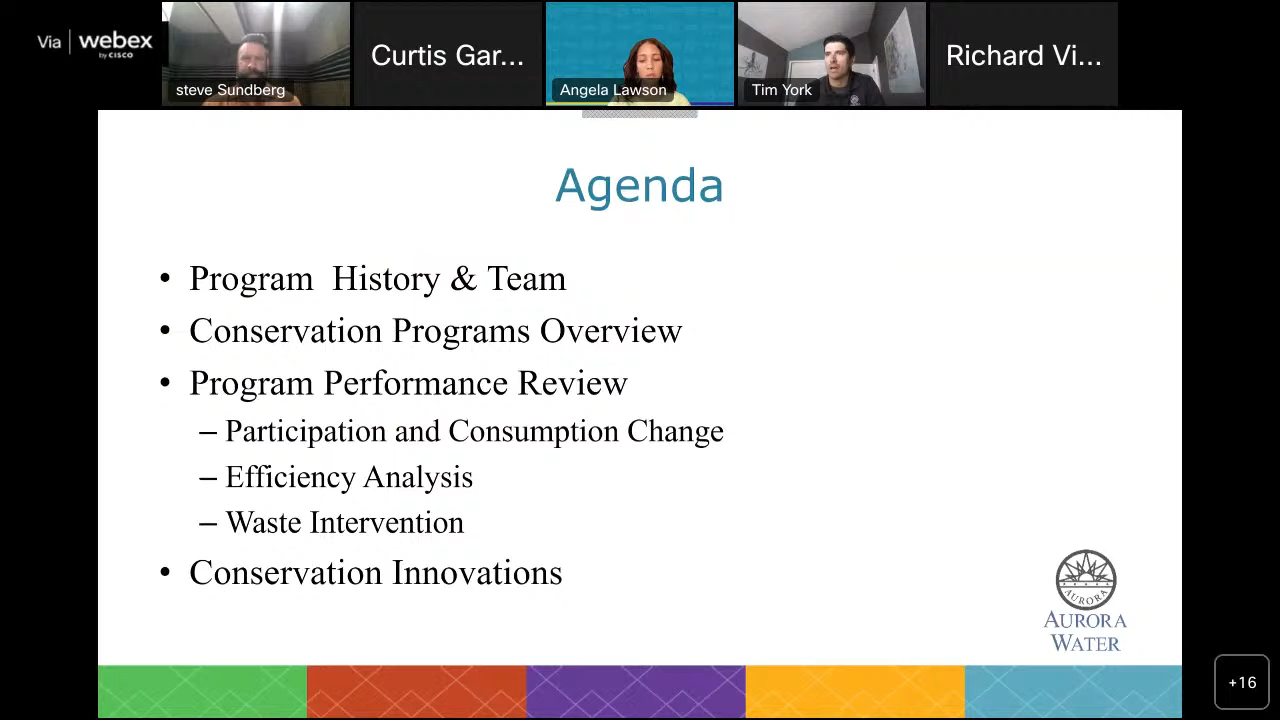 Via webex
by CISCO
steve Sundberg
Curtis Gar...
Angela Lawson
Tim York
Richard Vi...
Agenda
• Program History & Team
• Conservation Programs Overview
• Program Performance Review
– Participation and Consumption Change
– Efficiency Analysis
– Waste Intervention
• Conservation Innovations
AURORA
AURORA
WATER
+16